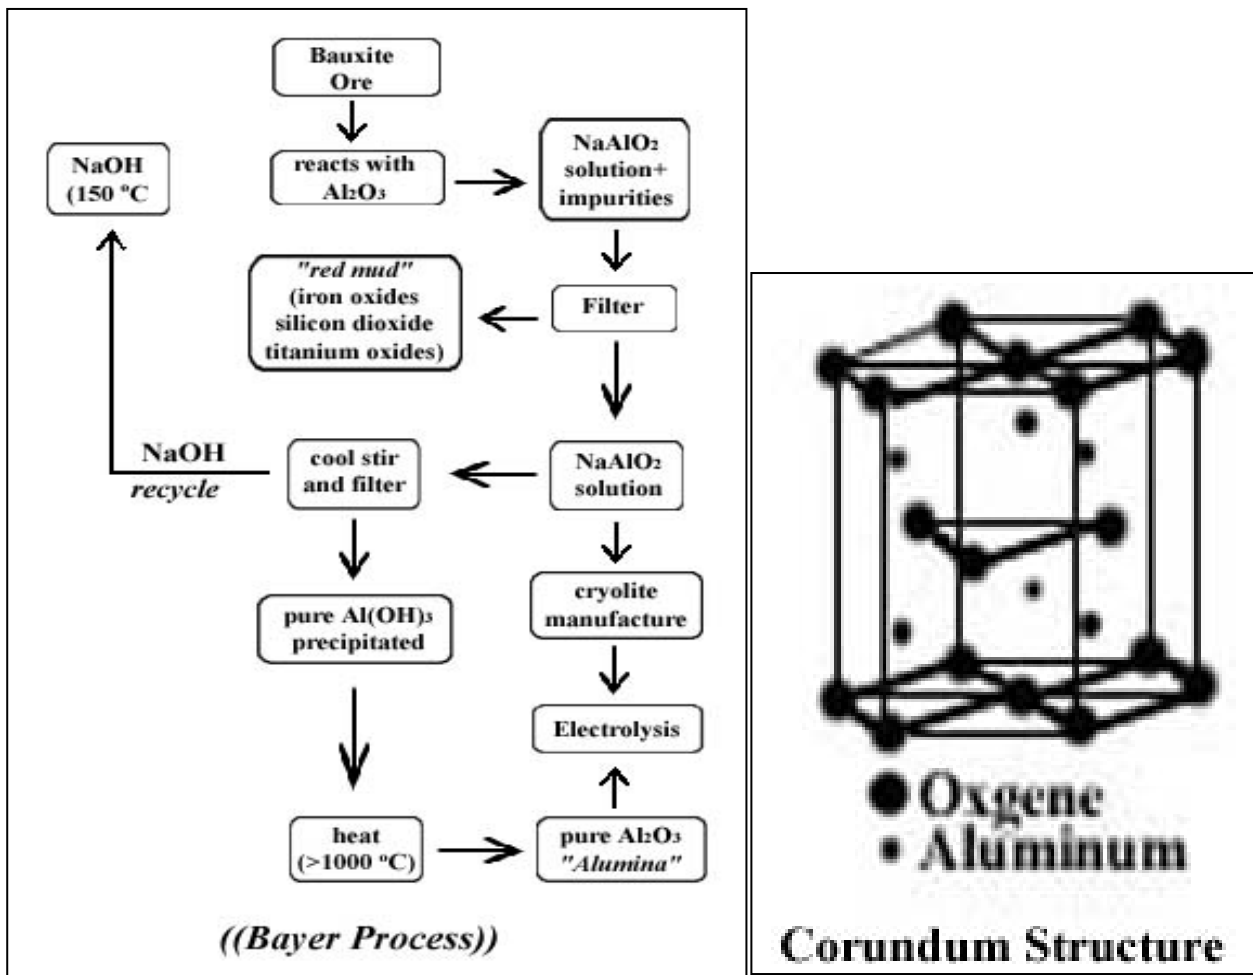 Bauxite
Ore
NaOH
(150 ºC
reacts with
Al₂O₃
NaAlO₂
solution+
impurities
"red mud"
(iron oxides
silicon dioxide
titanium oxides)
Filter
NaOH
recycle
cool stir
and filter
NaAlO₂
solution
pure Al(OH)₃
precipitated
cryolite
manufacture
Electrolysis
heat
(>1000 ºC)
pure Al₂O₃
"Alumina"
((Bayer Process))
Oxgene
Aluminum
Corundum Structure